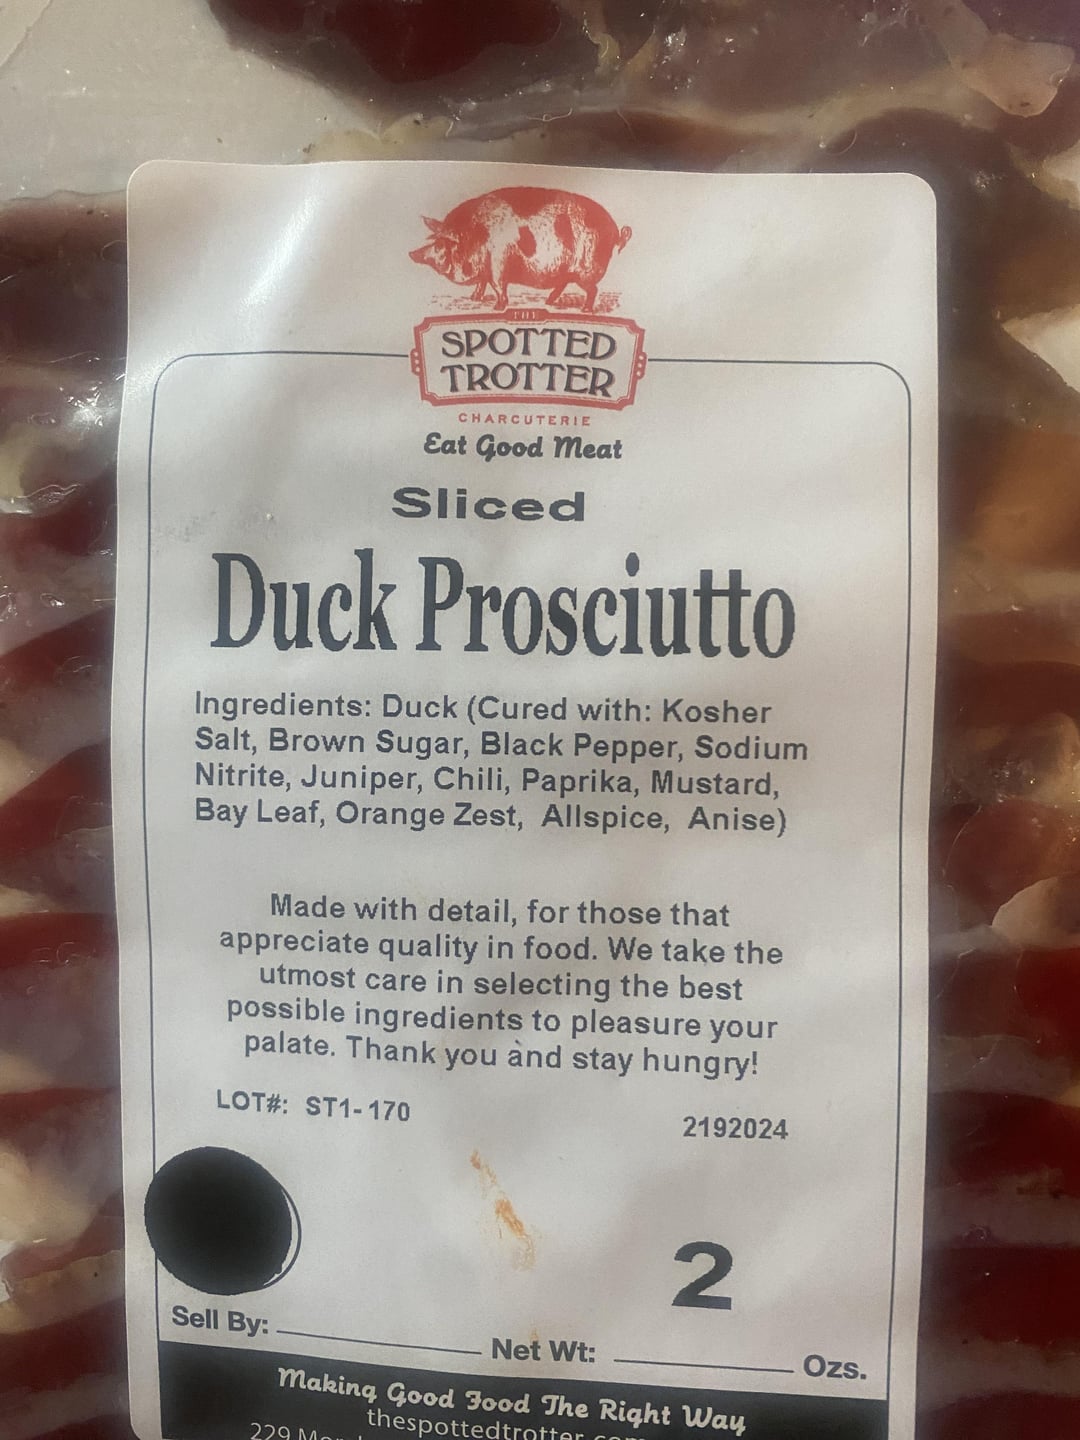 THE
SPOTTED
TROTTER
CHARCUTERIE
Eat Good Meat
Sliced
Duck Prosciutto
Ingredients: Duck (Cured with: Kosher
Salt, Brown Sugar, Black Pepper, Sodium
Nitrite, Juniper, Chili, Paprika, Mustard,
Bay Leaf, Orange Zest, Allspice, Anise)
Made with detail, for those that
appreciate quality in food. We take the
utmost care in selecting the best
possible ingredients to pleasure your
palate. Thank you and stay hungry!
LOT#: ST1-170 2192024
2
Sell By: Net Wt: Ozs.
Making Good Food The Right Way
thespottedtrotter.com
229